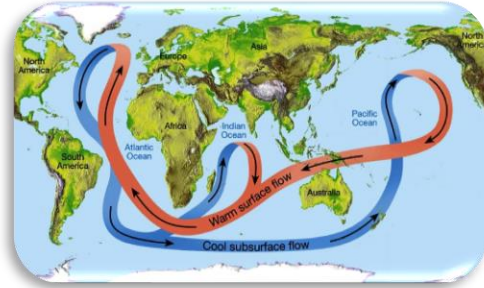 North
America
Europe
Asia
North
America
Africa
Indian
Ocean
Pacific
Ocean
Atlantic
Ocean
South
America
Australia
Warm surface flow
Cool subsurface flow